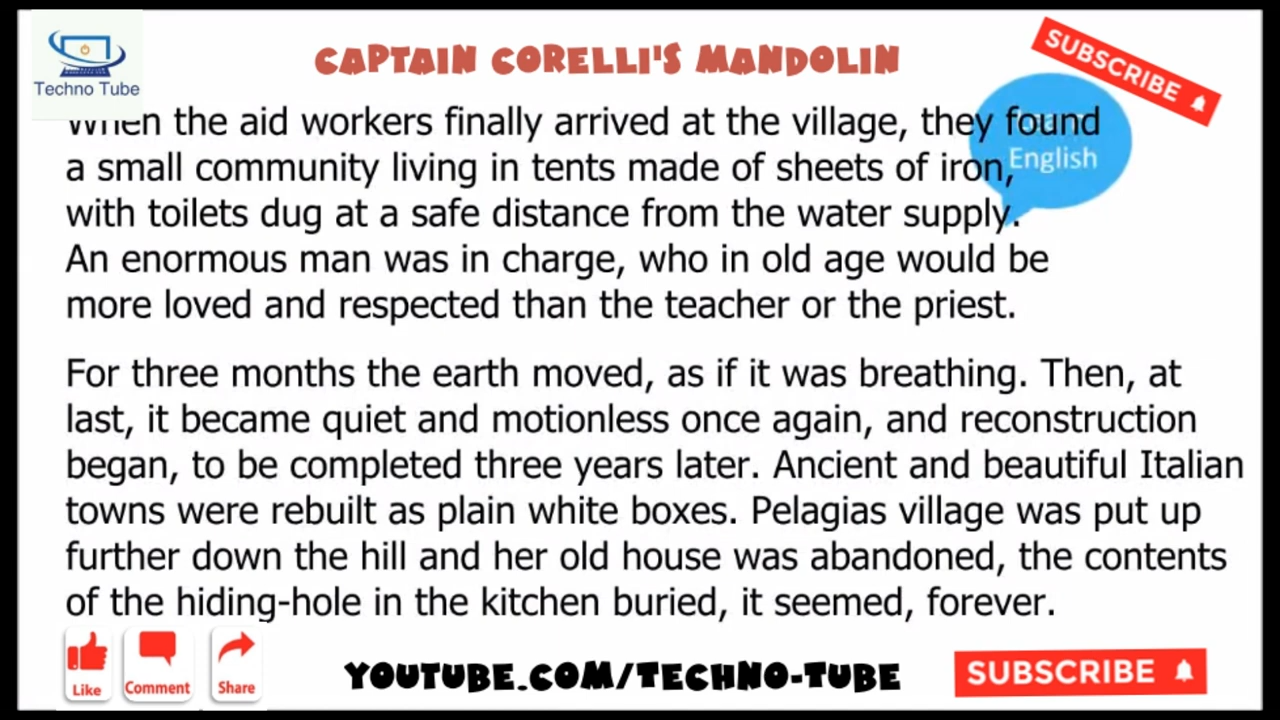 CAPTAIN CORELLI'S MANDOLIN
SUBSCRIBE
Techno Tube
When the aid workers finally arrived at the village, they found
English
a small community living in tents made of sheets of iron,
with toilets dug at a safe distance from the water supply.
An enormous man was in charge, who in old age would be
more loved and respected than the teacher or the priest.
For three months the earth moved, as if it was breathing. Then, at
last, it became quiet and motionless once again, and reconstruction
began, to be completed three years later. Ancient and beautiful Italian
towns were rebuilt as plain white boxes. Pelagias village was put up
further down the hill and her old house was abandoned, the contents
of the hiding-hole in the kitchen buried, it seemed, forever.
Like
Comment
Share
YOUTUBE.COM/TECHNO-TUBE
SUBSCRIBE